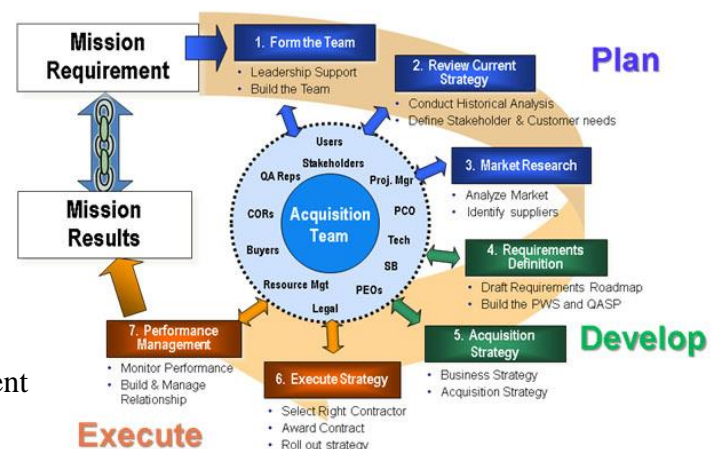 Mission
Requirement
1. Form the Team
• Leadership Support
• Build the Team
Plan
2. Review Current
Strategy
• Conduct Historical Analysis
• Define Stakeholder & Customer needs
3. Market Research
• Analyze Market
• Identify suppliers
4. Requirements
Definition
• Draft Requirements Roadmap
• Build the PWS and QASP
Develop
5. Acquisition
Strategy
• Business Strategy
• Acquisition Strategy
6. Execute Strategy
• Select Right Contractor
• Award Contract
• Roll out strategy
7. Performance
Management
• Monitor Performance
• Build & Manage
Relationship
Execute
Mission
Results
Acquisition
Team
Users
Stakeholders
QA Reps
Proj. Mgr
CORs
PCO
Tech
Buyers
SB
Resource Mgt
PEOs
Legal
ent